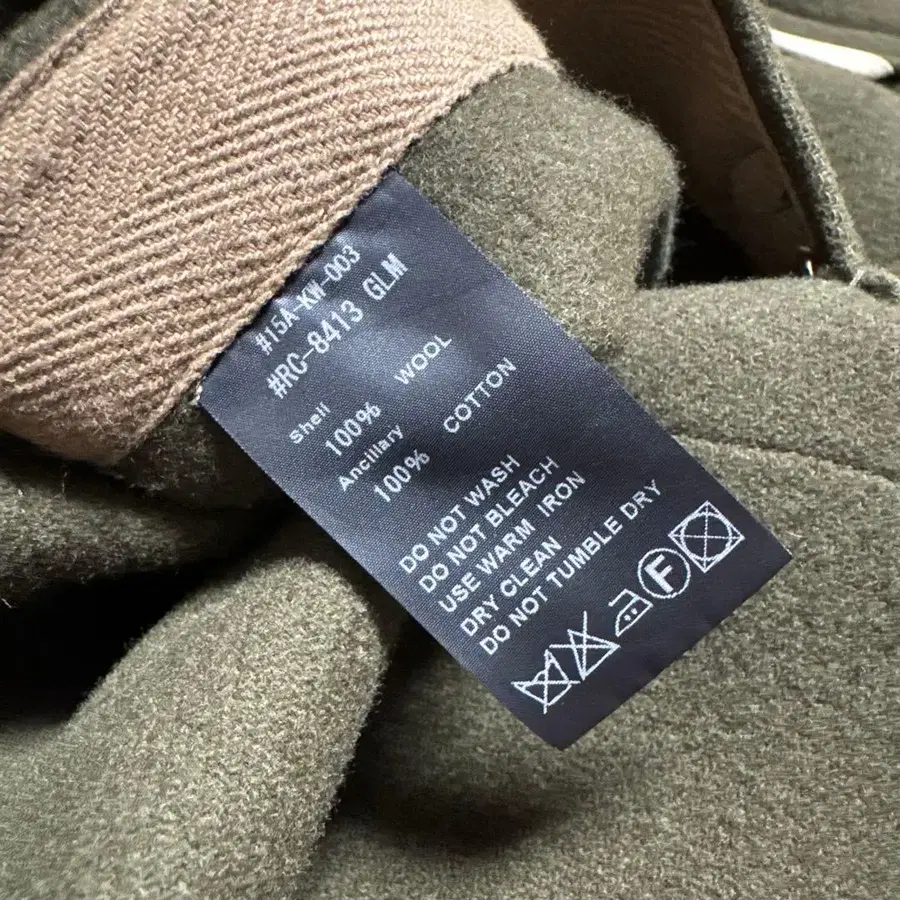 #15A-KW-003
#RC-8413 GLM
Shell
100% WOOL
Ancillary
100% COTTON
DO NOT WASH
DO NOT BLEACH
USE WARM IRON
DRY CLEAN
DO NOT TUMBLE DRY
F